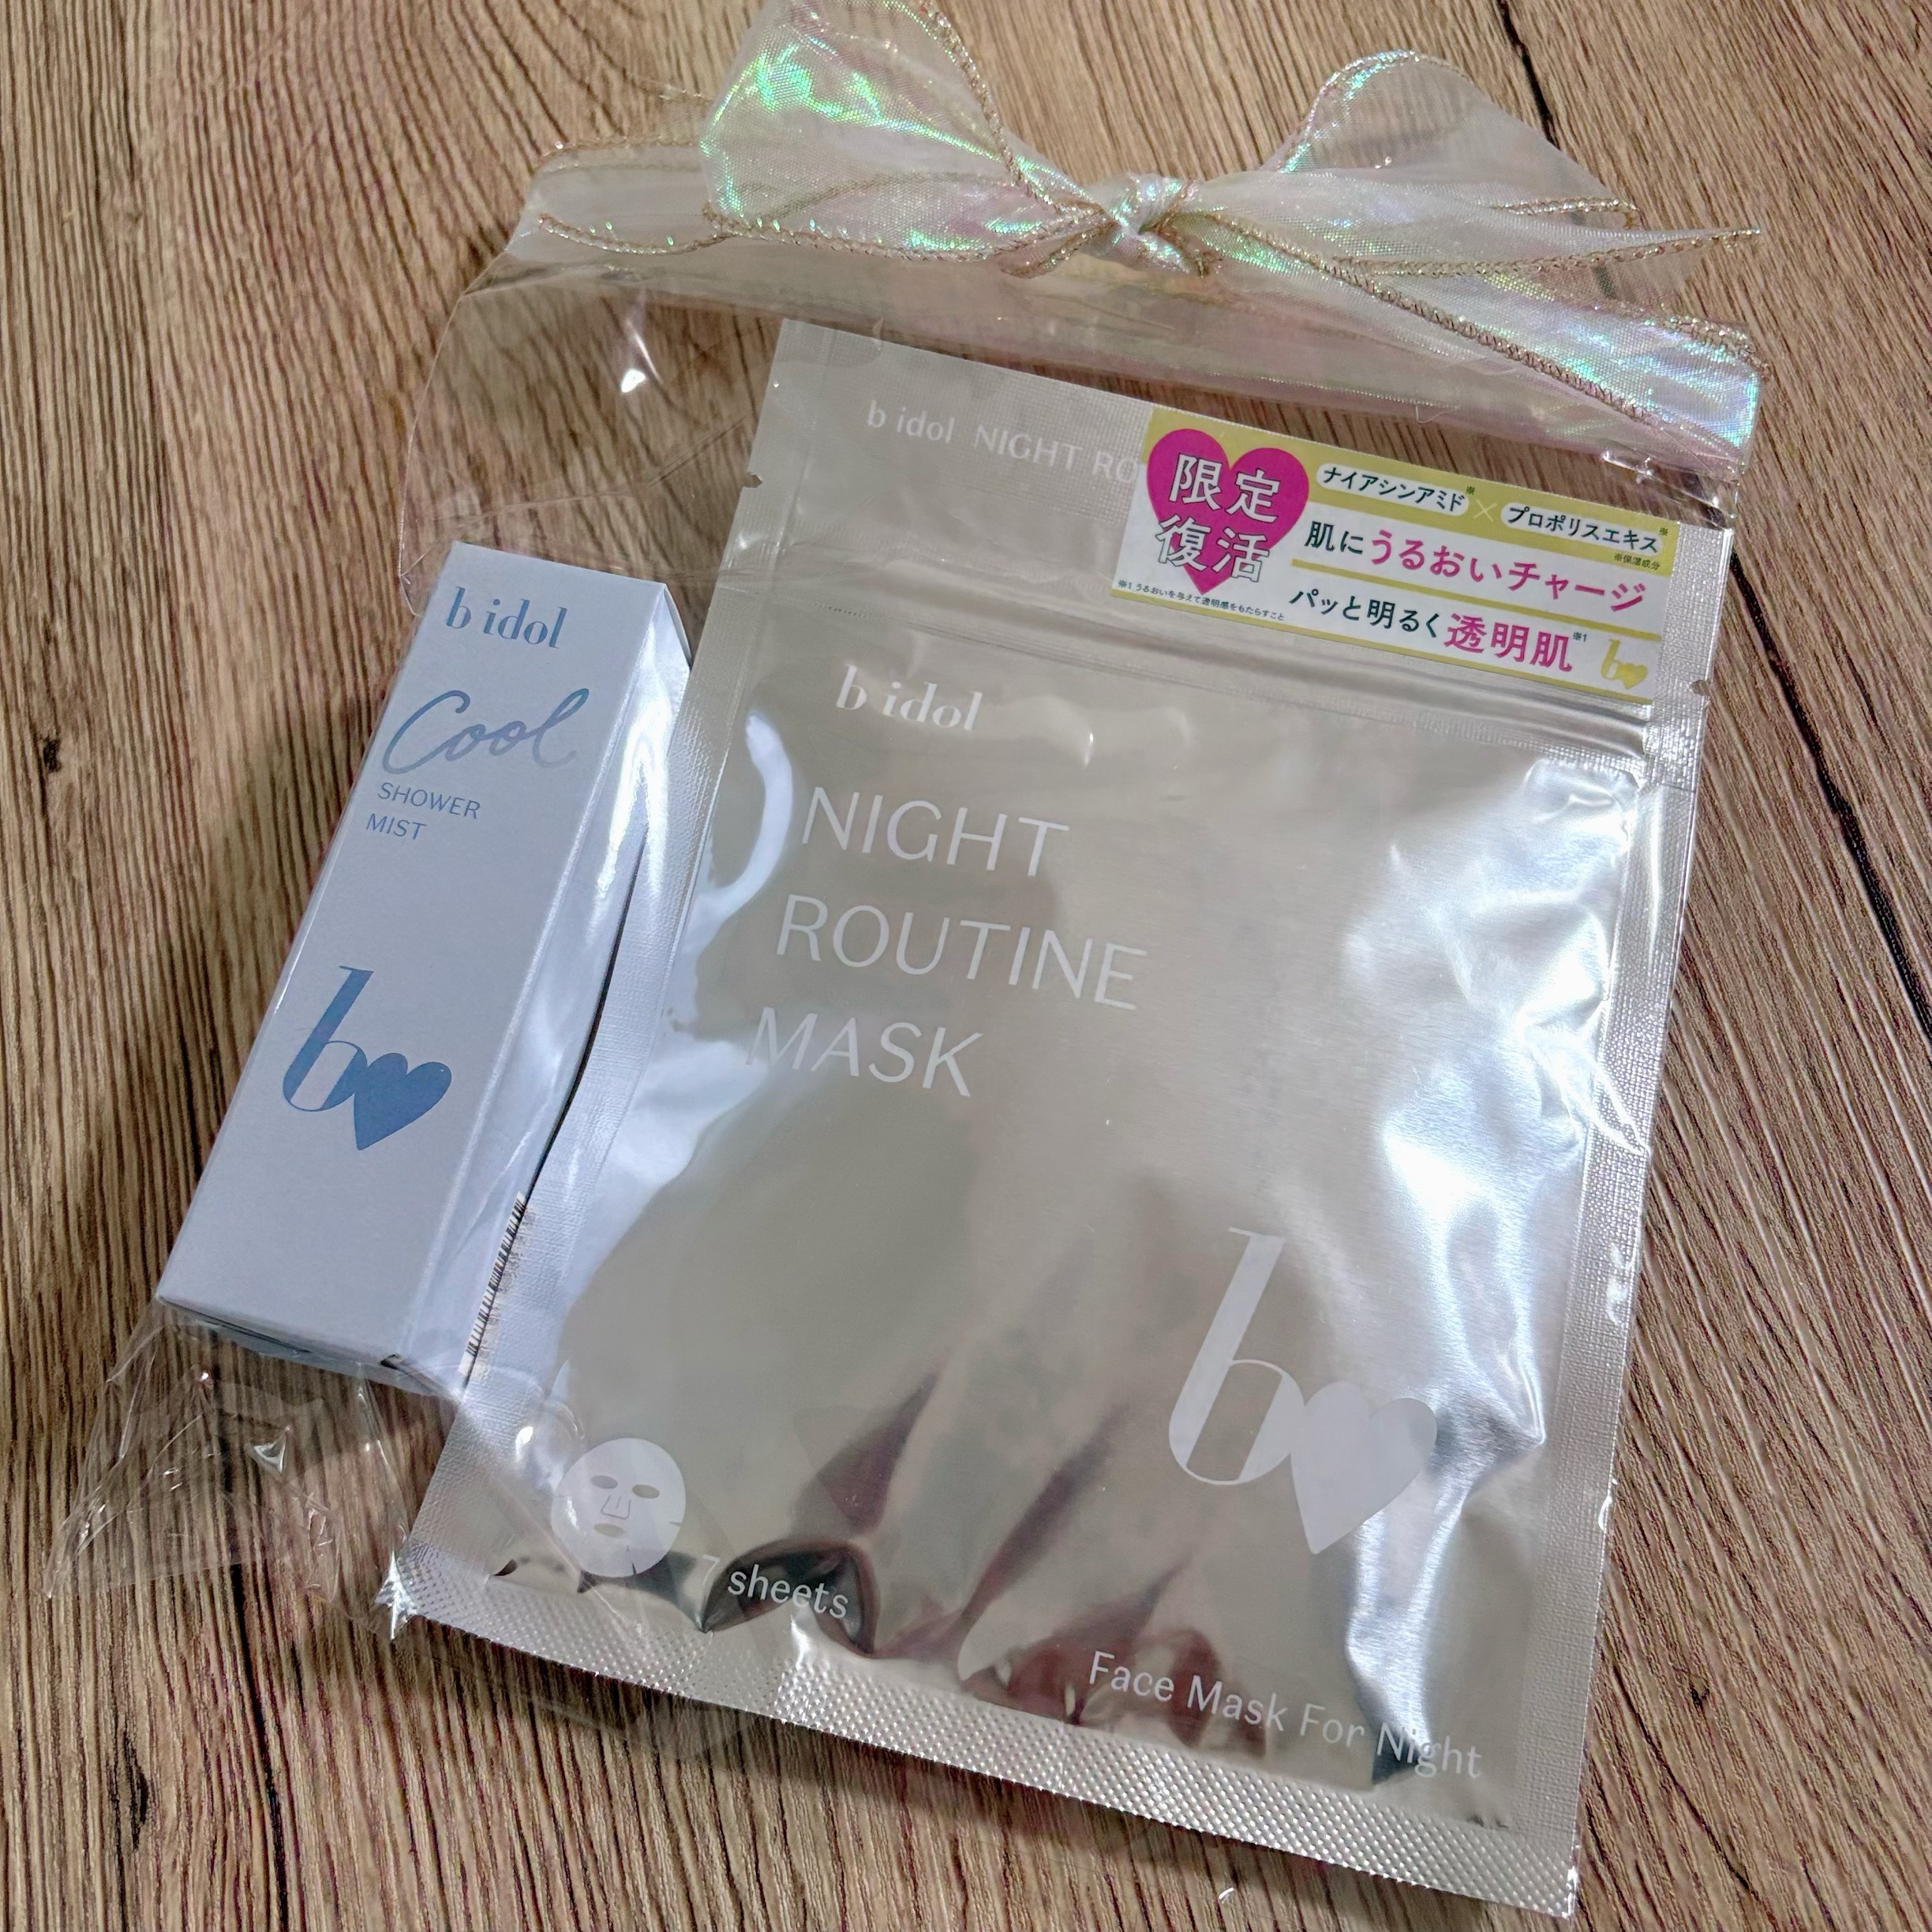 b idol
Cool
SHOWER
MIST
b
b idol NIGHT RO
限定
復活
※1 うるおいを与えて透明感をもたらすこと
ナイアシンアミド※ × プロポリスエキス※
※保湿成分
肌にうるおいチャージ
パッと明るく透明肌※1
b
b idol
NIGHT
ROUTINE
MASK
b
7 sheets
Face Mask For Night